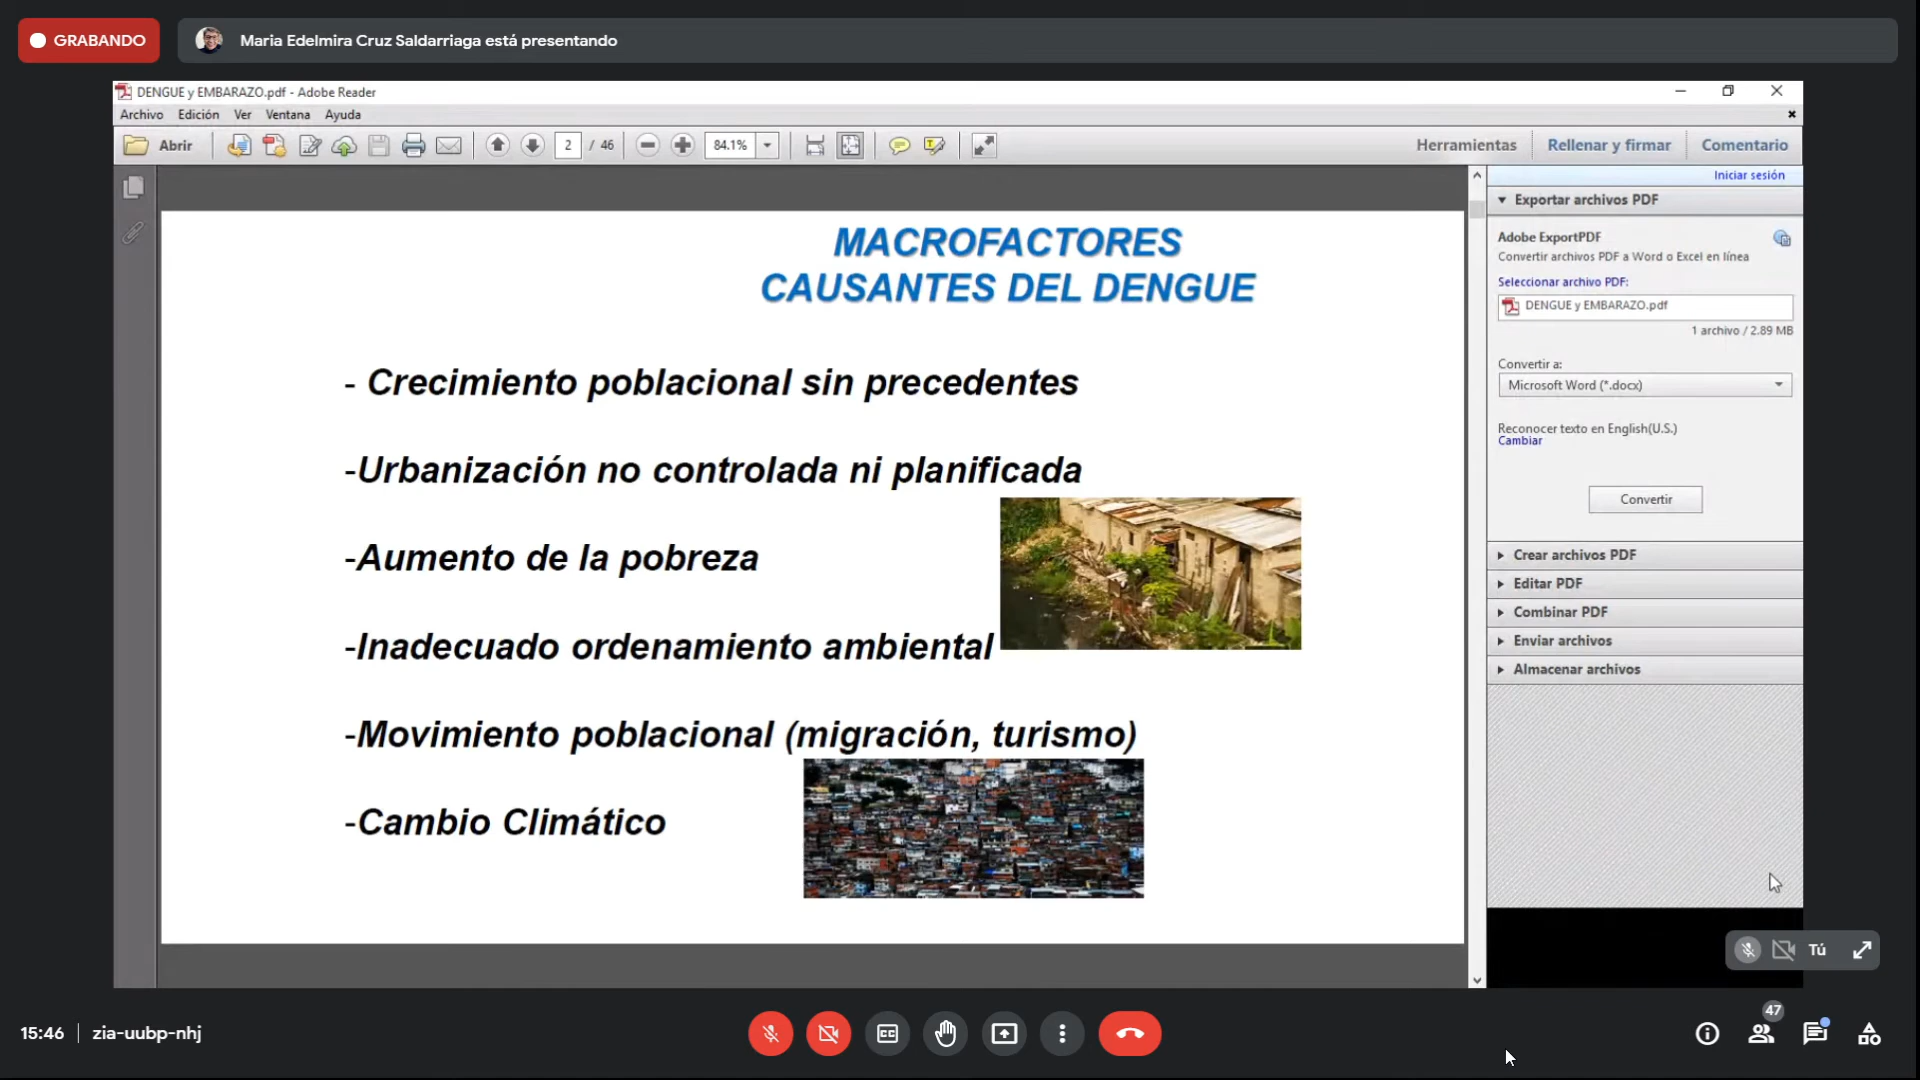 GRABANDO
Maria Edelmira Cruz Saldarriaga está presentando
DENGUE y EMBARAZO.pdf - Adobe Reader
Archivo Edición Ver Ventana Ayuda
Abrir 2 / 46 84.1% Herramientas Rellenar y firmar Comentario
Iniciar sesión
Exportar archivos PDF
Adobe ExportPDF
Convertir archivos PDF a Word o Excel en línea
Seleccionar archivo PDF:
DENGUE y EMBARAZO.pdf
1 archivo / 2.89 MB
Convertir a:
Microsoft Word (*.docx)
Reconocer texto en English(U.S.)
Cambiar
Convertir
Crear archivos PDF
Editar PDF
Combinar PDF
Enviar archivos
Almacenar archivos
MACROFACTORES
CAUSANTES DEL DENGUE
- Crecimiento poblacional sin precedentes
-Urbanización no controlada ni planificada
-Aumento de la pobreza
-Inadecuado ordenamiento ambiental
-Movimiento poblacional (migración, turismo)
-Cambio Climático
Tú
15:46 | zia-uubp-nhj
47